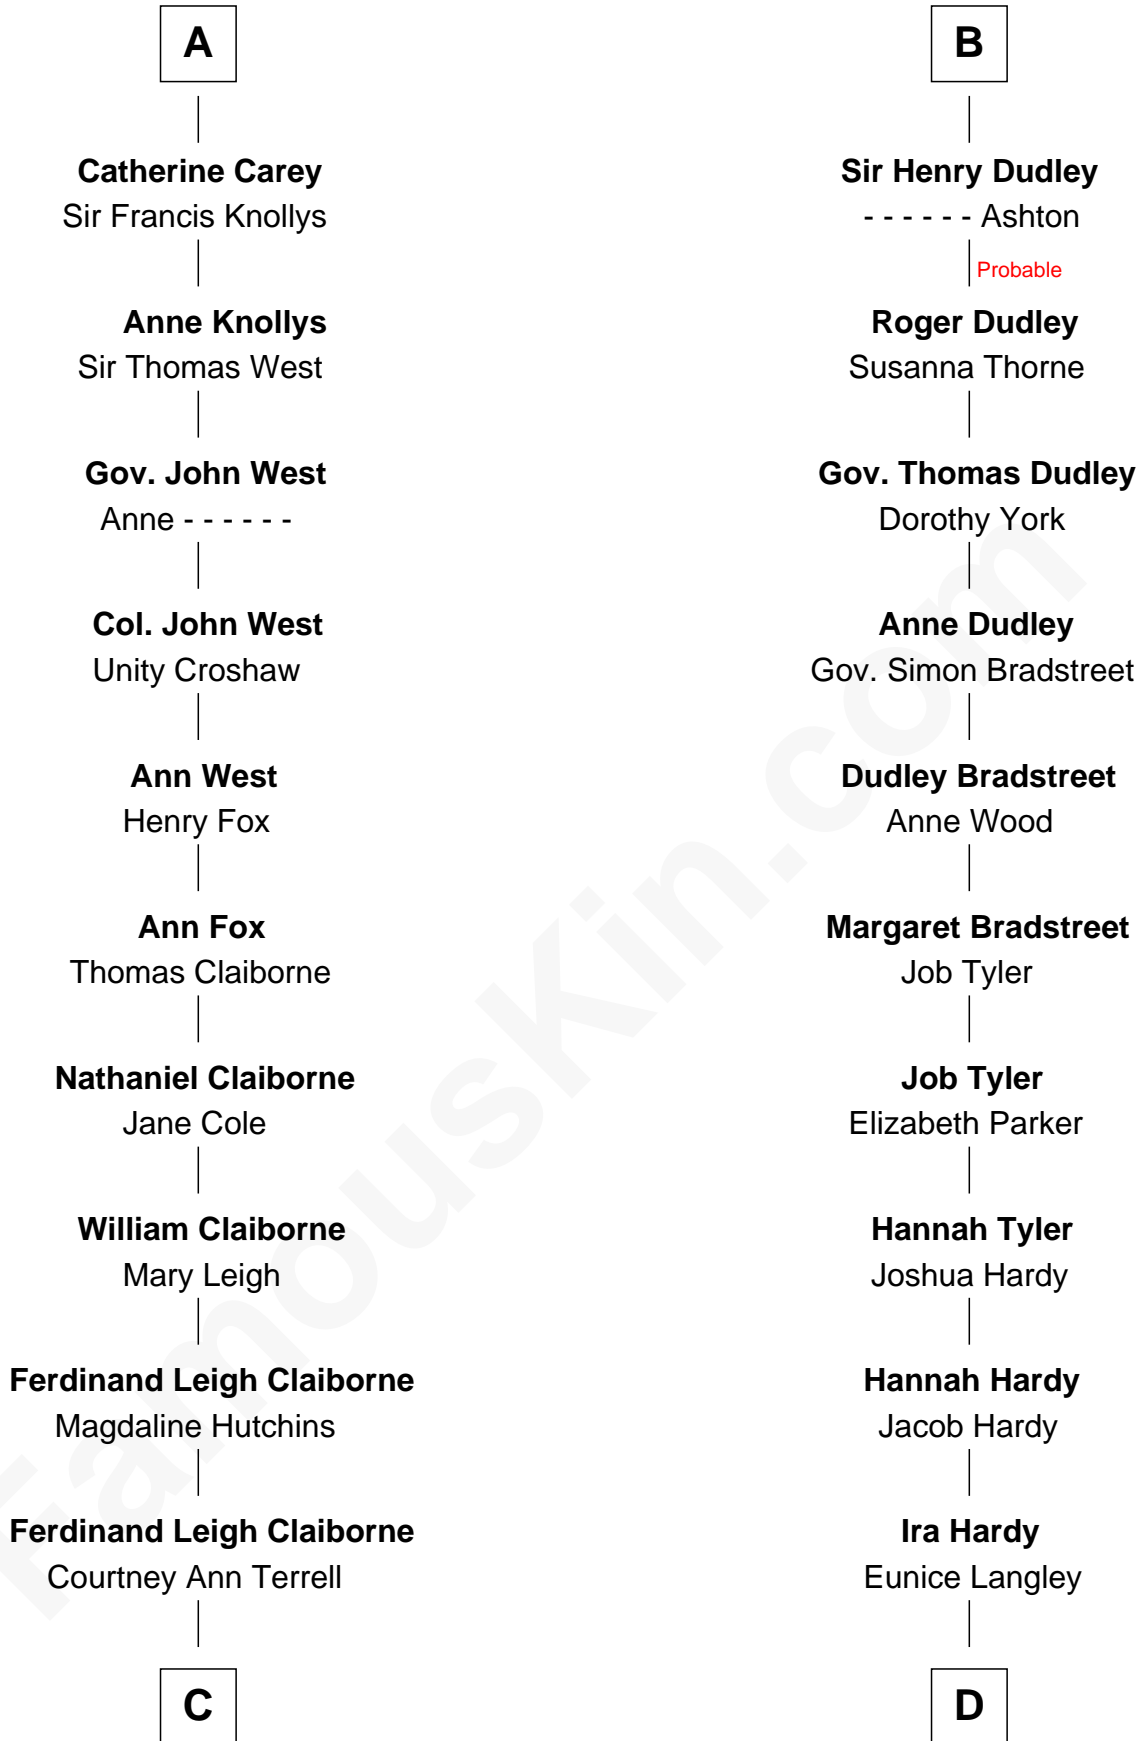 A
Catherine Carey
Sir Francis Knollys
Anne Knollys
Sir Thomas West
Gov. John West
Anne - - - - - -
Col. John West
Unity Croshaw
Ann West
Henry Fox
Ann Fox
Thomas Claiborne
Nathaniel Claiborne
Jane Cole
William Claiborne
Mary Leigh
Ferdinand Leigh Claiborne
Magdaline Hutchins
Ferdinand Leigh Claiborne
Courtney Ann Terrell
C
B
Sir Henry Dudley
- - - - - - Ashton
Probable
Roger Dudley
Susanna Thorne
Gov. Thomas Dudley
Dorothy York
Anne Dudley
Gov. Simon Bradstreet
Dudley Bradstreet
Anne Wood
Margaret Bradstreet
Job Tyler
Job Tyler
Elizabeth Parker
Hannah Tyler
Joshua Hardy
Hannah Hardy
Jacob Hardy
Ira Hardy
Eunice Langley
D
FamousKin.com